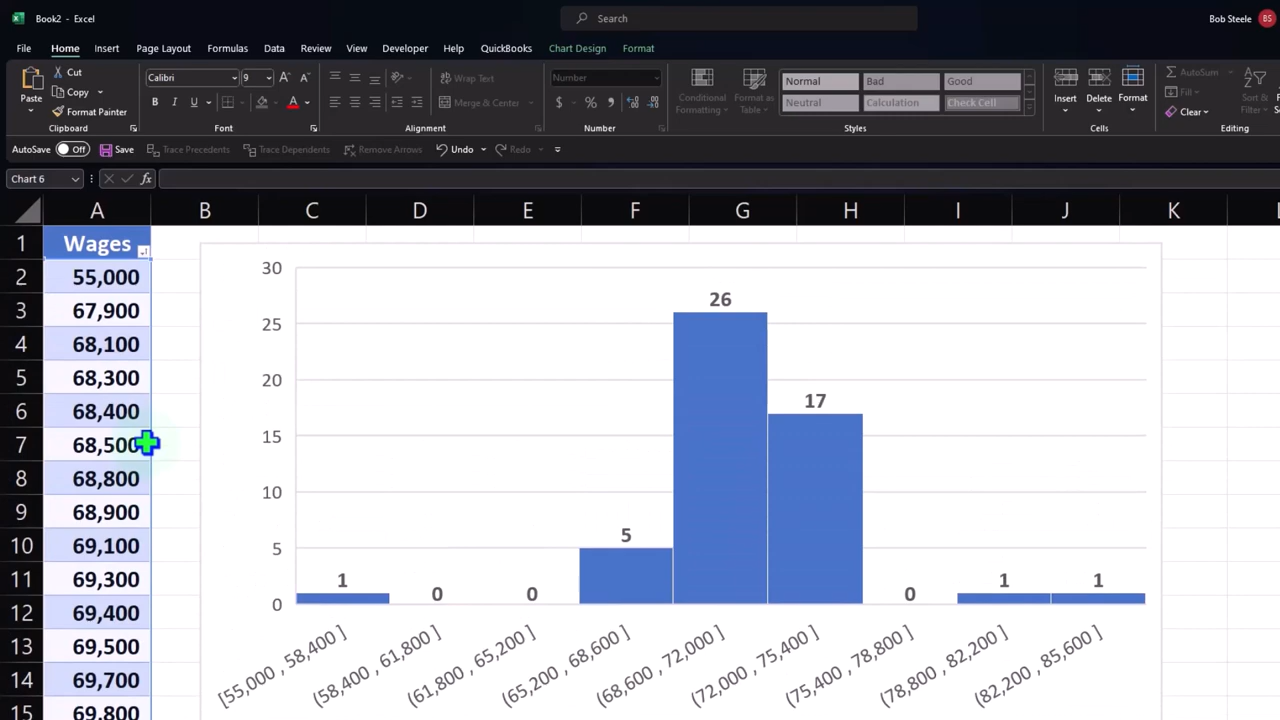 Book2 - Excel
Search
Bob Steele
BS
File Home Insert Page Layout Formulas Data Review View Developer Help QuickBooks Chart Design Format
Paste
Cut
Copy
Format Painter
Clipboard
Calibri 9
B I U
Font
Wrap Text
Merge & Center
Alignment
Number
$ % ,
Number
Conditional Formatting
Format as Table
Normal Bad Good
Neutral Calculation Check Cell
Styles
Insert Delete Format
Cells
AutoSum
Fill
Clear
Sort & Filter
Editing
AutoSave Off Save Trace Precedents Trace Dependents Remove Arrows Undo Redo
Chart 6 fx
A B C D E F G H I J K
1 Wages
2 55,000
3 67,900
4 68,100
5 68,300
6 68,400
7 68,500
8 68,800
9 68,900
10 69,100
11 69,300
12 69,400
13 69,500
14 69,700
15 69,800
30
25
20
15
10
5
0
1 0 0 5 26 17 0 1 1
[55,000 , 58,400 ]
(58,400 , 61,800 ]
(61,800 , 65,200 ]
(65,200 , 68,600 ]
(68,600 , 72,000 ]
(72,000 , 75,400 ]
(75,400 , 78,800 ]
(78,800 , 82,200 ]
(82,200 , 85,600 ]